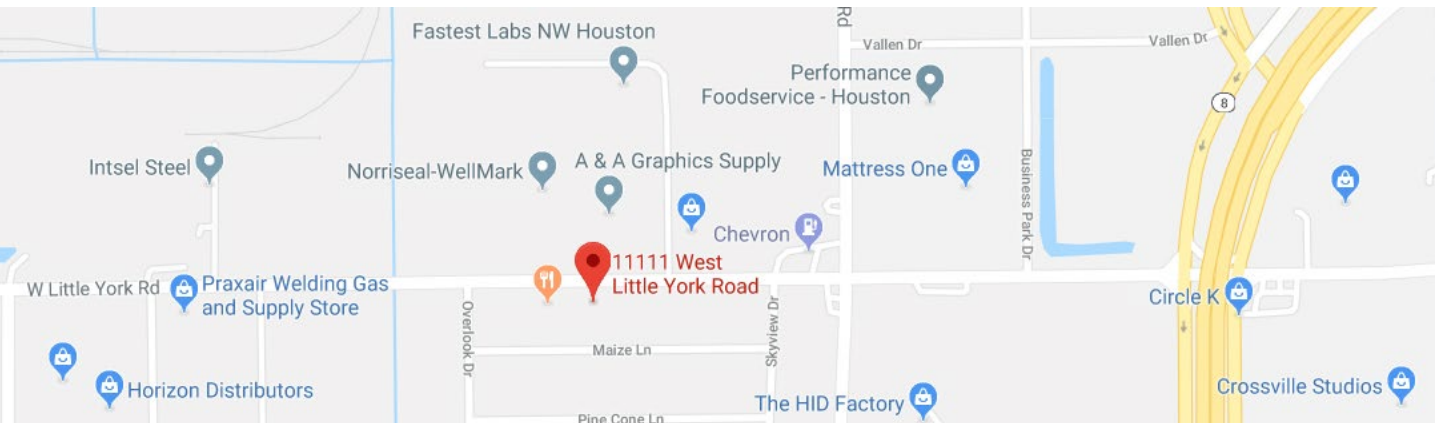 Fastest Labs NW Houston
Rd
Vallen Dr
Vallen Dr
Performance
Foodservice - Houston
8
Intsel Steel
Norriseal-WellMark
A & A Graphics Supply
Mattress One
Business Park Dr
Chevron
11111 West
Little York Road
W Little York Rd
Praxair Welding Gas
and Supply Store
Circle K
Overlook Dr
Skyview Dr
Maize Ln
Horizon Distributors
The HID Factory
Crossville Studios
Pine Cone Ln